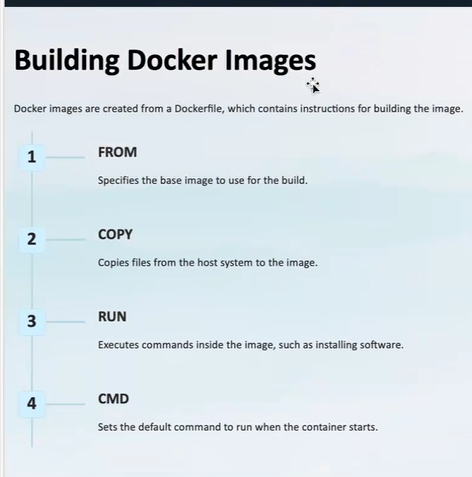 Building Docker Images
Docker images are created from a Dockerfile, which contains instructions for building the image.
1
FROM
Specifies the base image to use for the build.
2
COPY
Copies files from the host system to the image.
3
RUN
Executes commands inside the image, such as installing software.
4
CMD
Sets the default command to run when the container starts.